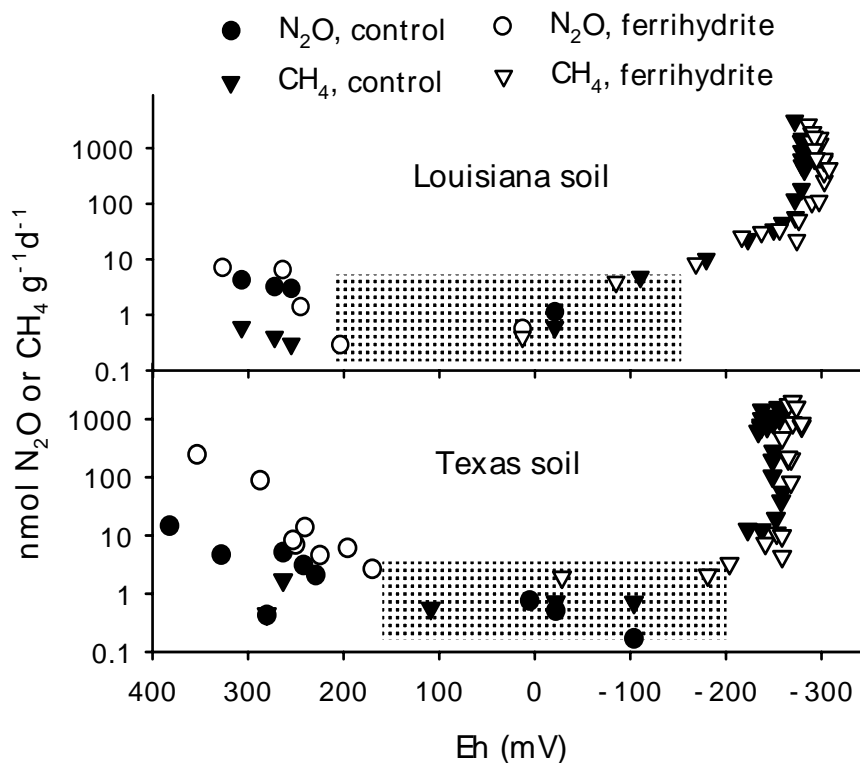 N₂O, control N₂O, ferrihydrite
CH₄, control CH₄, ferrihydrite
nmol N₂O or CH₄ g⁻¹d⁻¹
1000
100
10
1
0.1
Louisiana soil
1000
100
10
1
0.1
Texas soil
400 300 200 100 0 -100 -200 -300
Eh (mV)